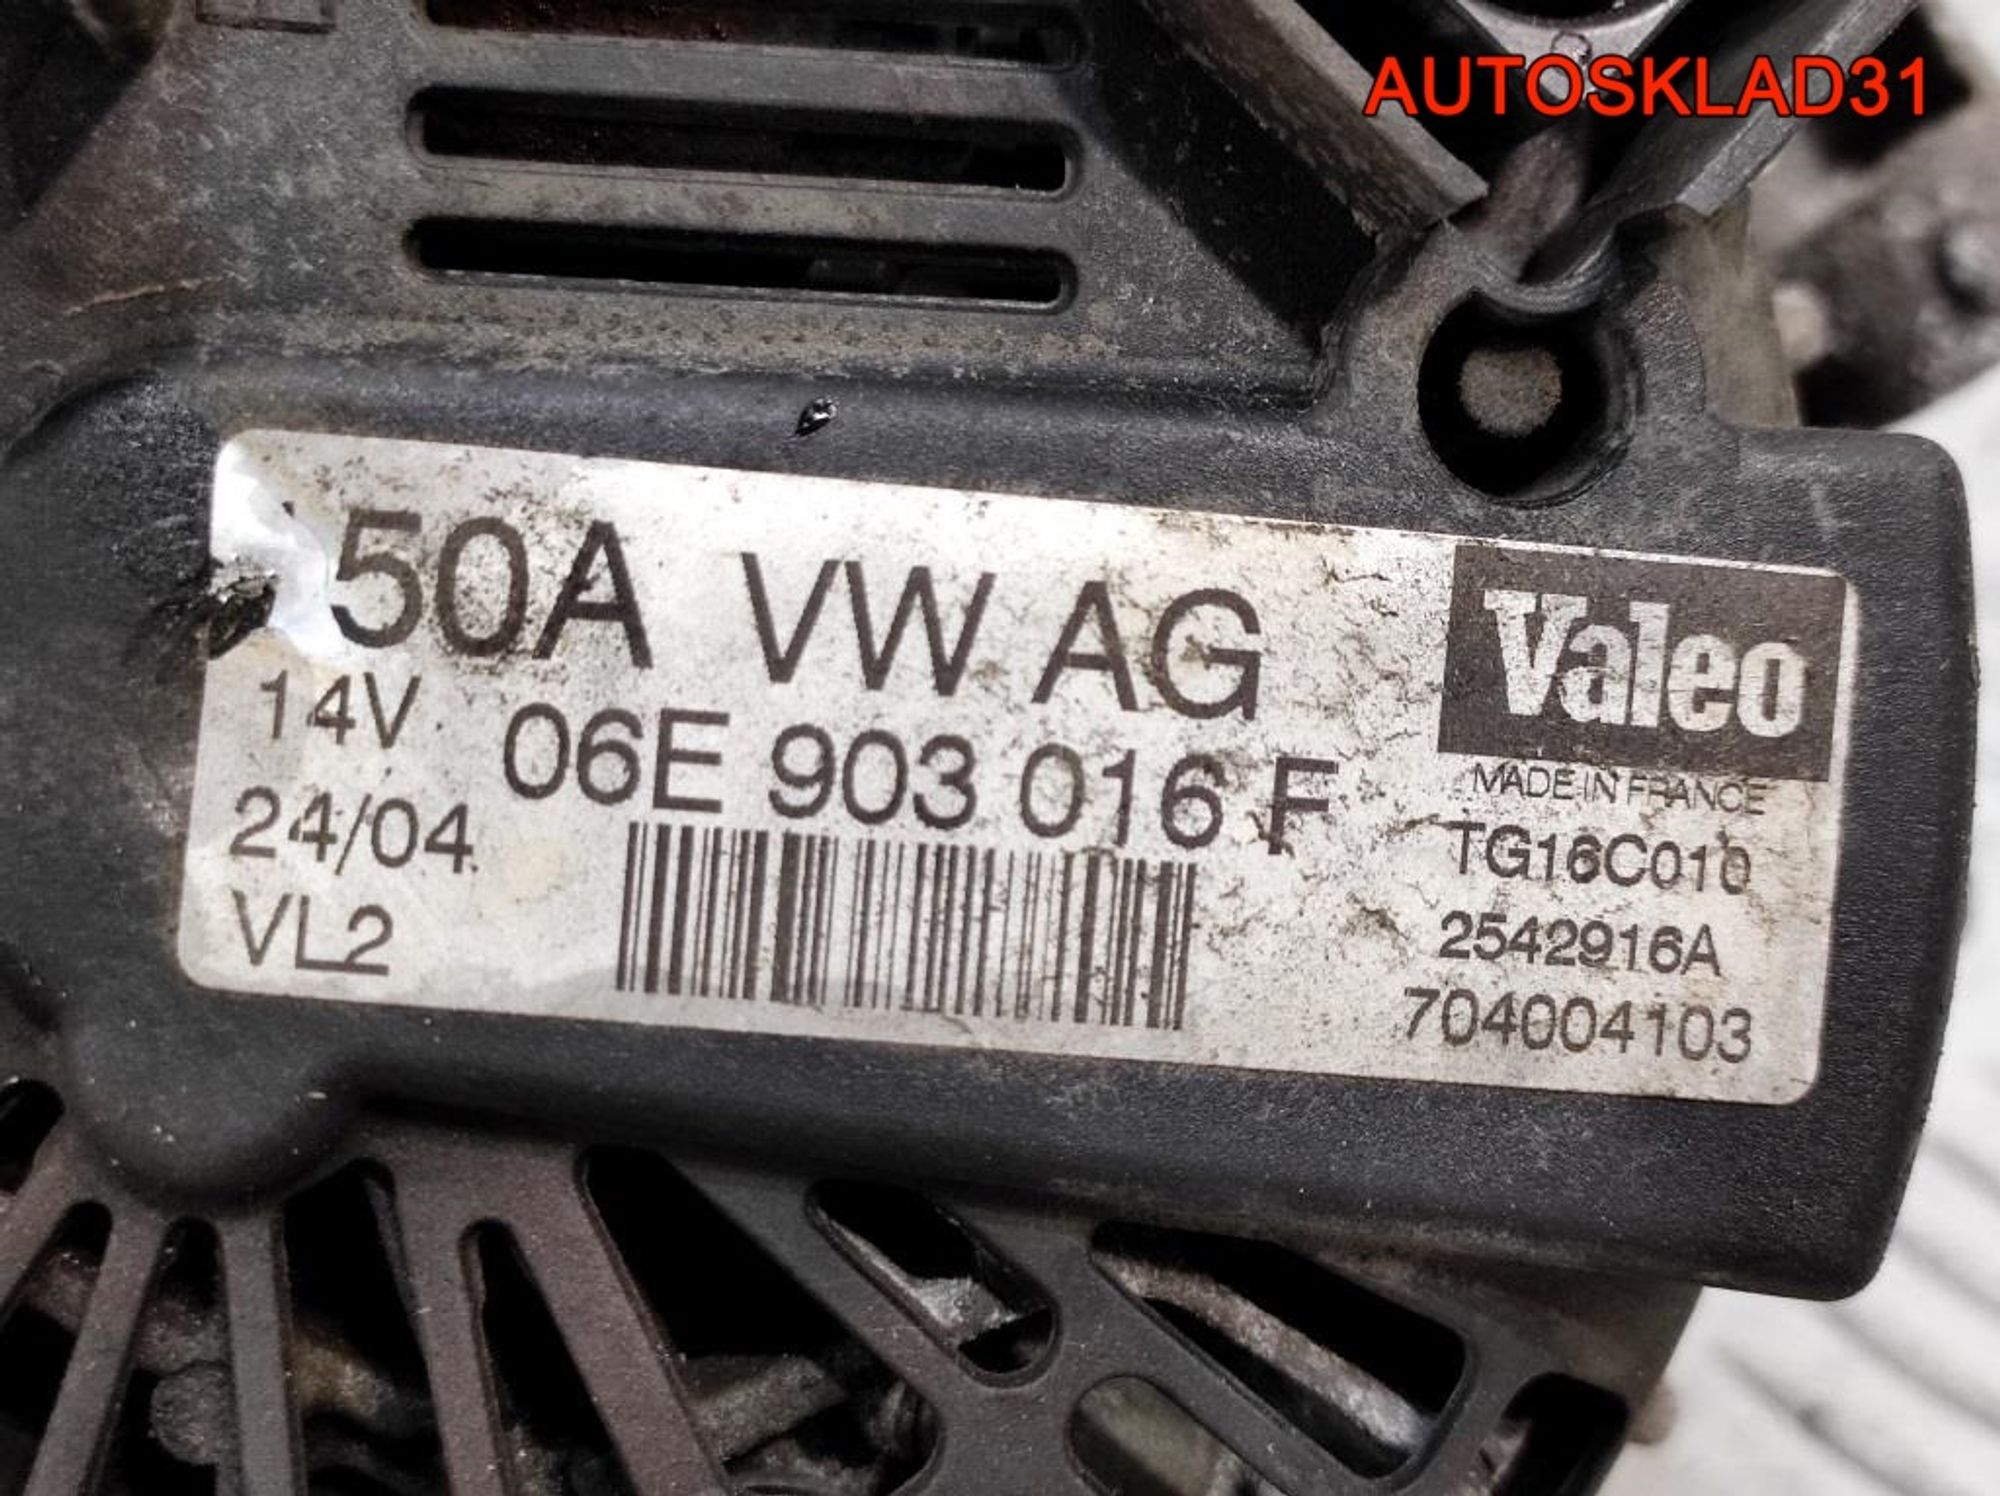 AUTOSKLAD31
50A VW AG
Valeo
14V 06E 903 016 F
MADE IN FRANCE
24/04
TG16C010
VL2
2542916A
704004103